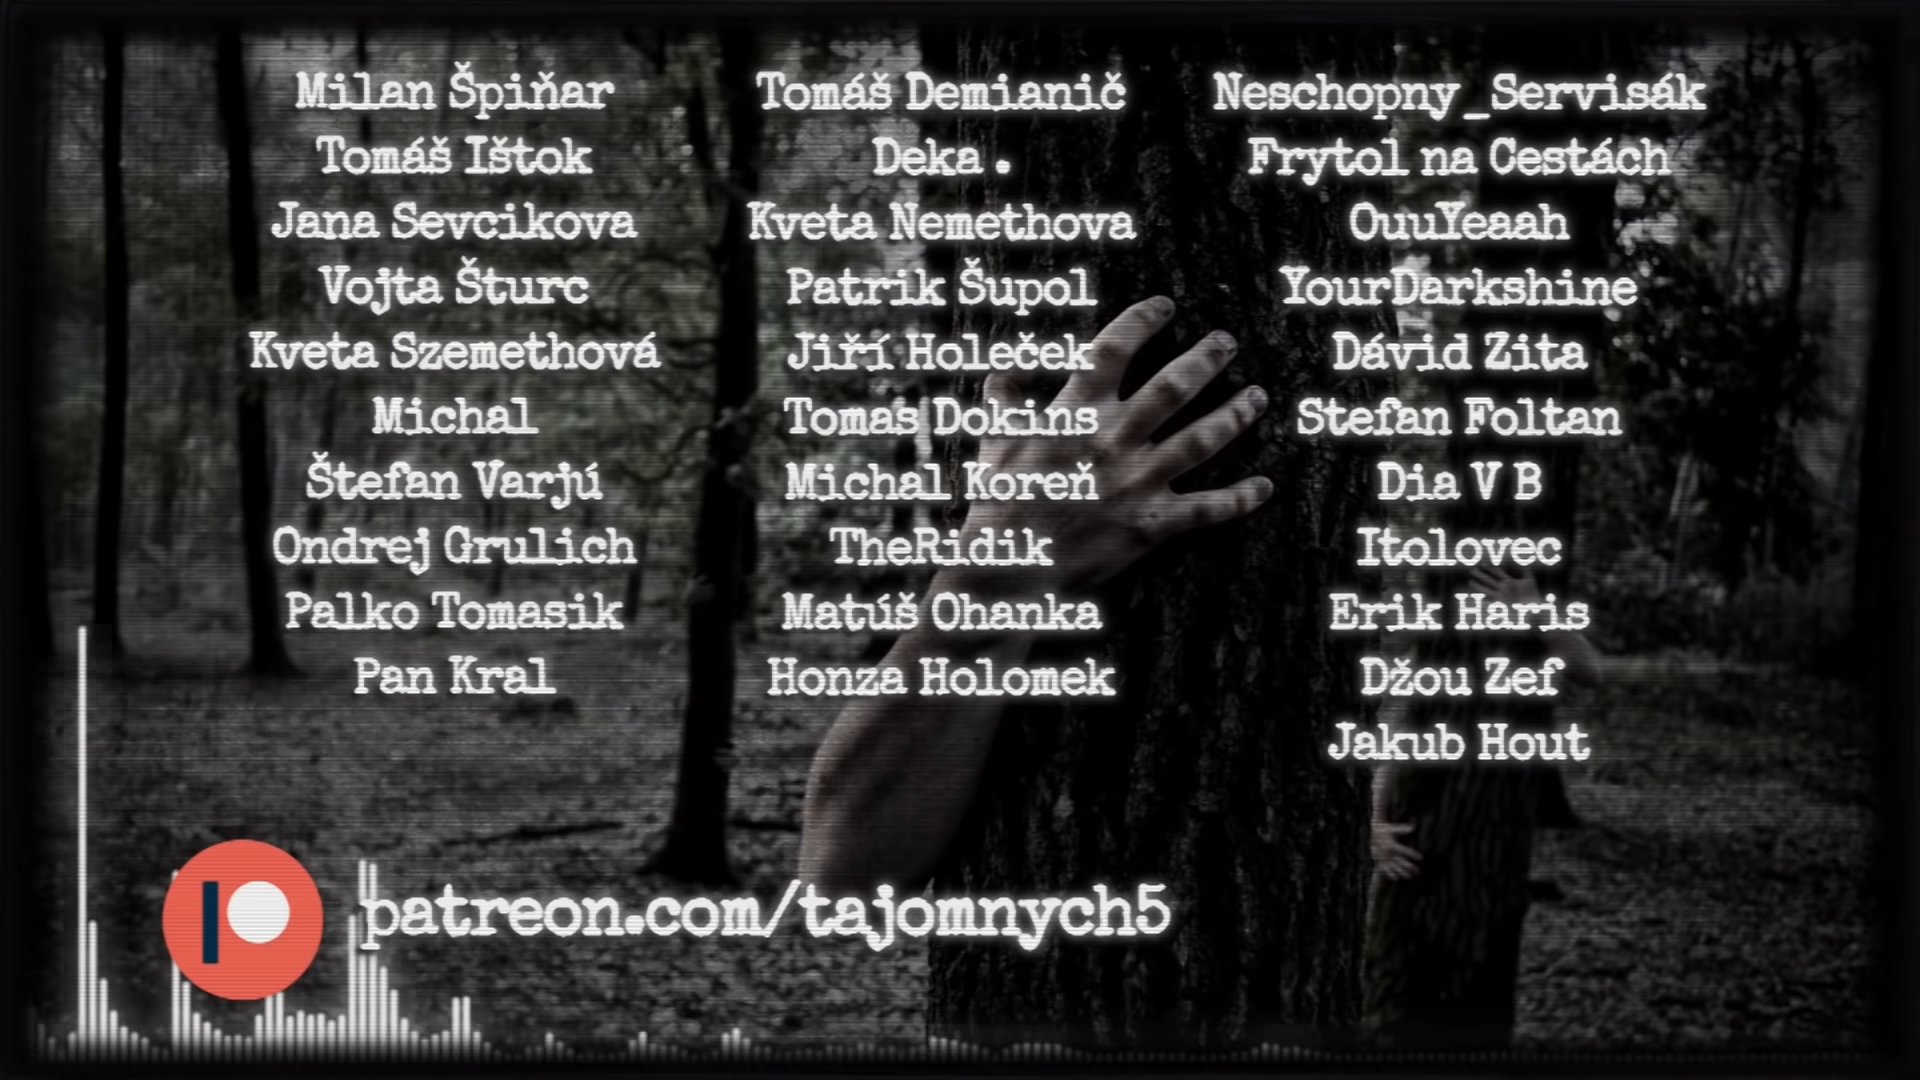 Milan Špiňar
Tomáš Ištok
Jana Sevcikova
Vojta Šturc
Kveta Szemethová
Michal
Štefan Varjú
Ondrej Grulich
Palko Tomasik
Pan Kral
Tomáš Demianič
Deka .
Kveta Nemethova
Patrik Šupol
Jiří Holeček
Tomas Dokins
Michal Koreň
TheRidik
Matúš Ohanka
Honza Holomek
Neschopny_Servisák
Frytol na Cestách
OuuYeaah
YourDarkshine
Dávid Zita
Stefan Foltan
Dia V B
Itolovec
Erik Haris
Džou Zef
Jakub Hout
patreon.com/tajomnych5